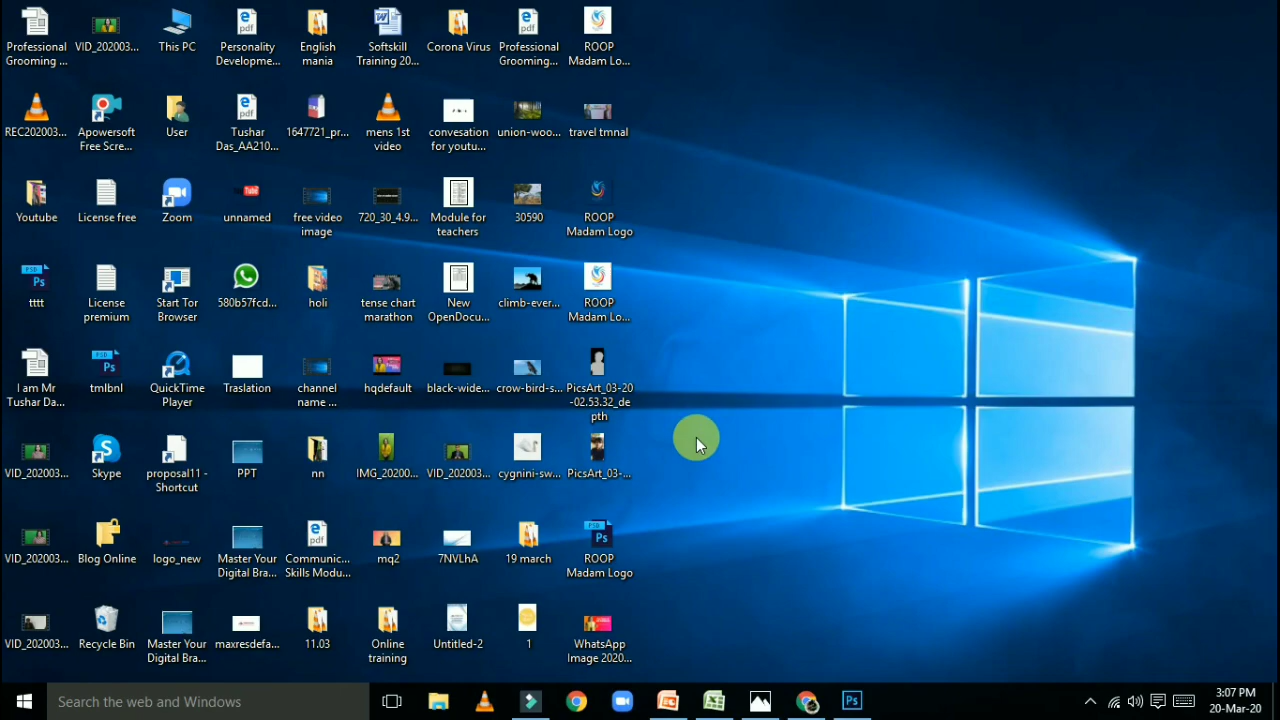 Professional
Grooming ...
VID_202003...
This PC
Personality
Developme...
English
mania
Softskill
Training 20...
Corona Virus
Professional
Grooming...
ROOP
Madam Lo...
REC202003...
Apowersoft
Free Scre...
User
Tushar
Das_AA210...
1647721_pr...
mens 1st
video
convesation
for youtu...
union-woo...
travel tmnal
Youtube
License free
Zoom
unnamed
free video
image
720_30_4.9...
Module for
teachers
30590
ROOP
Madam Logo
tttt
License
premium
Start Tor
Browser
580b57fcd...
holi
tense chart
marathon
New
OpenDocu...
climb-ever...
ROOP
Madam Lo...
I am Mr
Tushar Da...
tmlbnl
QuickTime
Player
Traslation
channel
name ...
hqdefault
black-wide...
crow-bird-s...
PicsArt_03-20
-02.53.32_de
pth
VID_202003...
Skype
proposal11 -
Shortcut
PPT
nn
IMG_20200...
VID_202003...
cygnini-sw...
PicsArt_03-...
VID_202003...
Blog Online
logo_new
Master Your
Digital Bra...
Communic...
Skills Modu...
mq2
7NVLhA
19 march
ROOP
Madam Logo
VID_202003...
Recycle Bin
Master Your
Digital Bra...
maxresdefa...
11.03
Online
training
Untitled-2
1
WhatsApp
Image 2020...
Search the web and Windows
3:07 PM
20-Mar-20